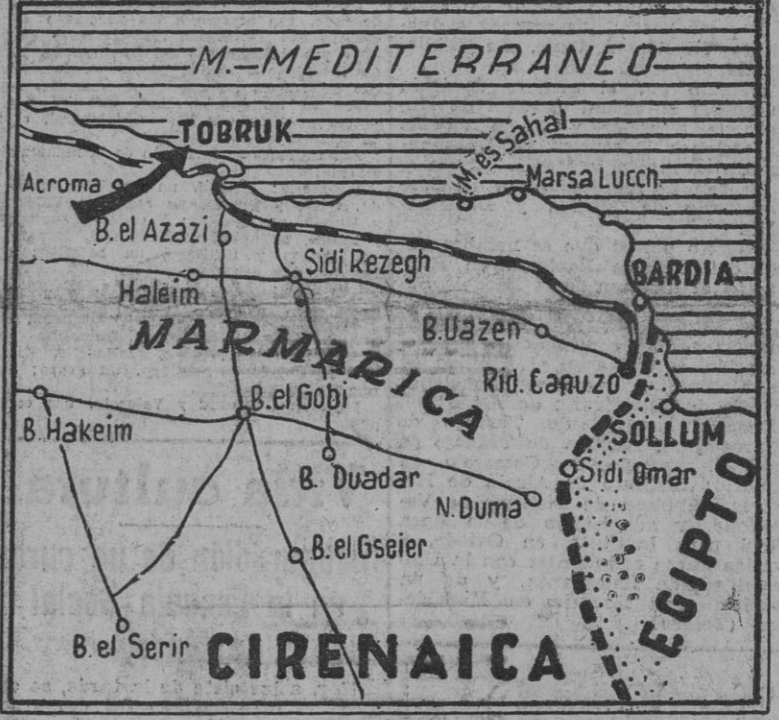 M. MEDITERRANEO
TOBRUK
M. es Sahal
Marsa Lucch
Acroma
B. el Azazi
Sidi Rezegh
BARDIA
Haleim
B. Uazen
MARMARICA
Rid. Capuzo
B. el Gobi
B. Hakeim
SOLLUM
B. Duadar
Sidi Omar
N. Duma
EGIPTO
B. el Gseier
B. el Serir
CIRENAICA